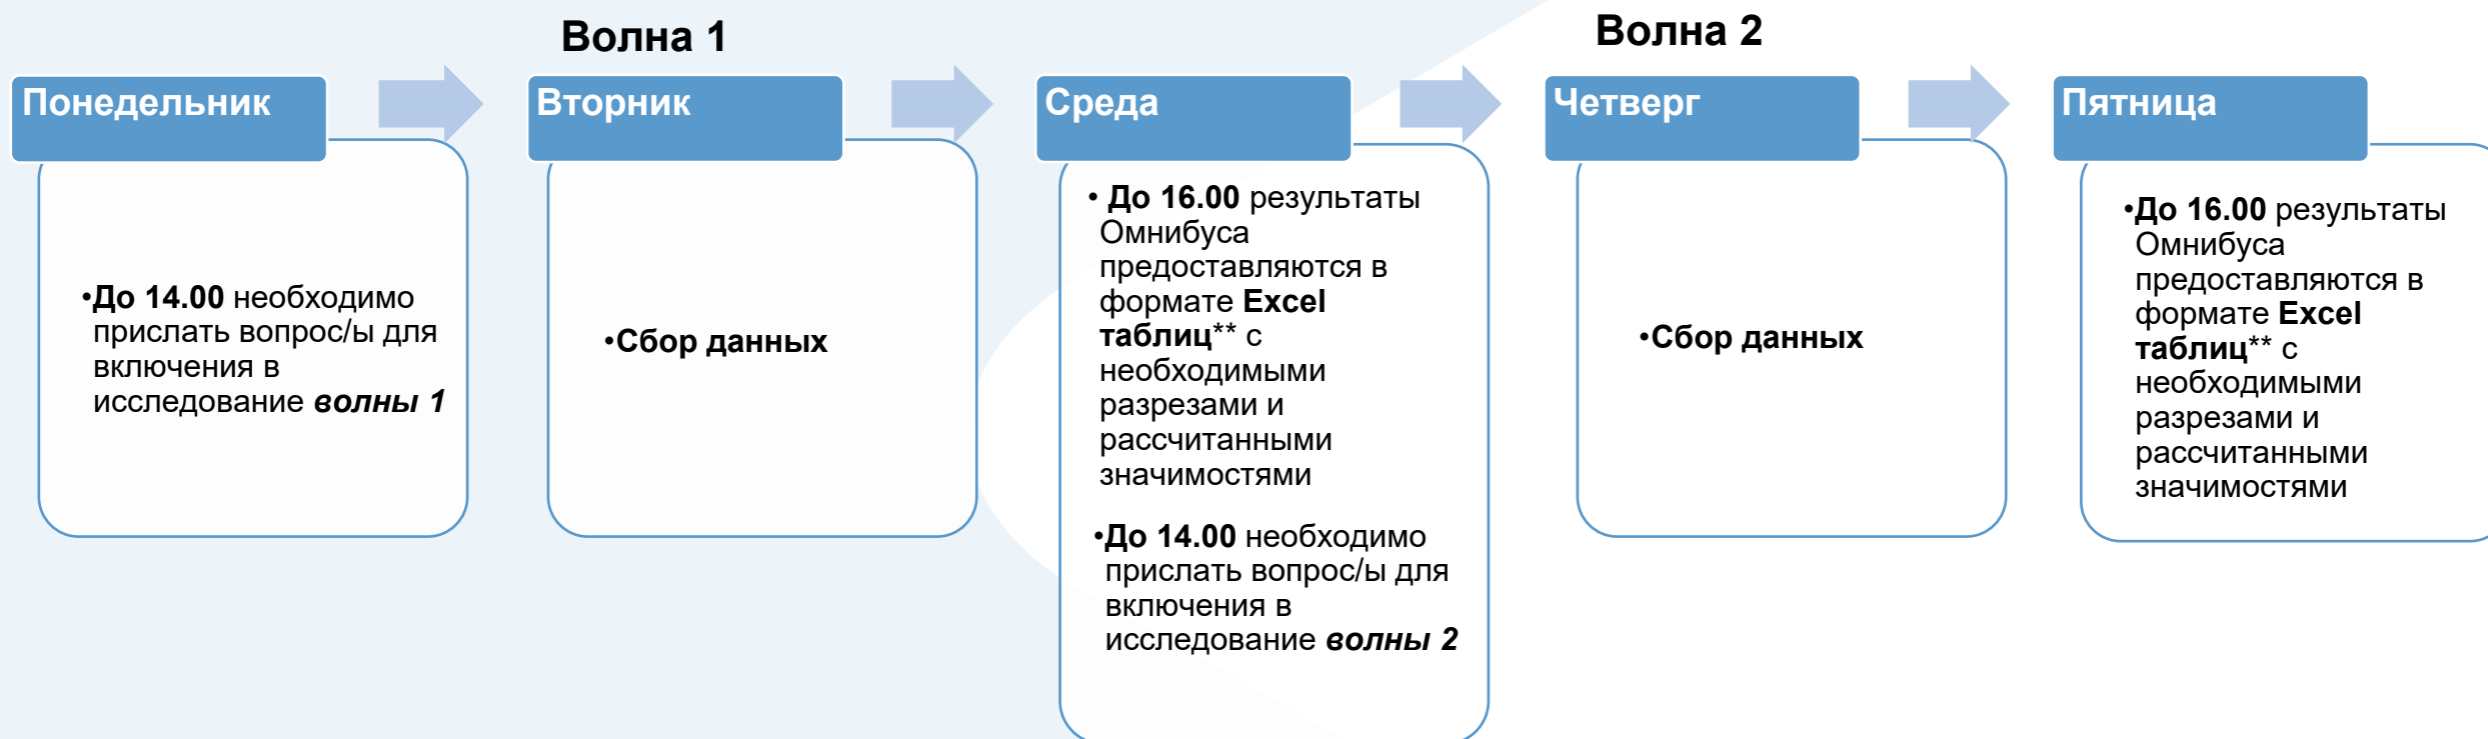 Волна 1
Волна 2
Понедельник
•До 14.00 необходимо
прислать вопрос/ы для
включения в
исследование волны 1
Вторник
•Сбор данных
Среда
• До 16.00 результаты
Омнибуса
предоставляются в
формате Excel
таблиц** с
необходимыми
разрезами и
рассчитанными
значимостями
•До 14.00 необходимо
прислать вопрос/ы для
включения в
исследование волны 2
Четверг
•Сбор данных
Пятница
•До 16.00 результаты
Омнибуса
предоставляются в
формате Excel
таблиц** с
необходимыми
разрезами и
рассчитанными
значимостями